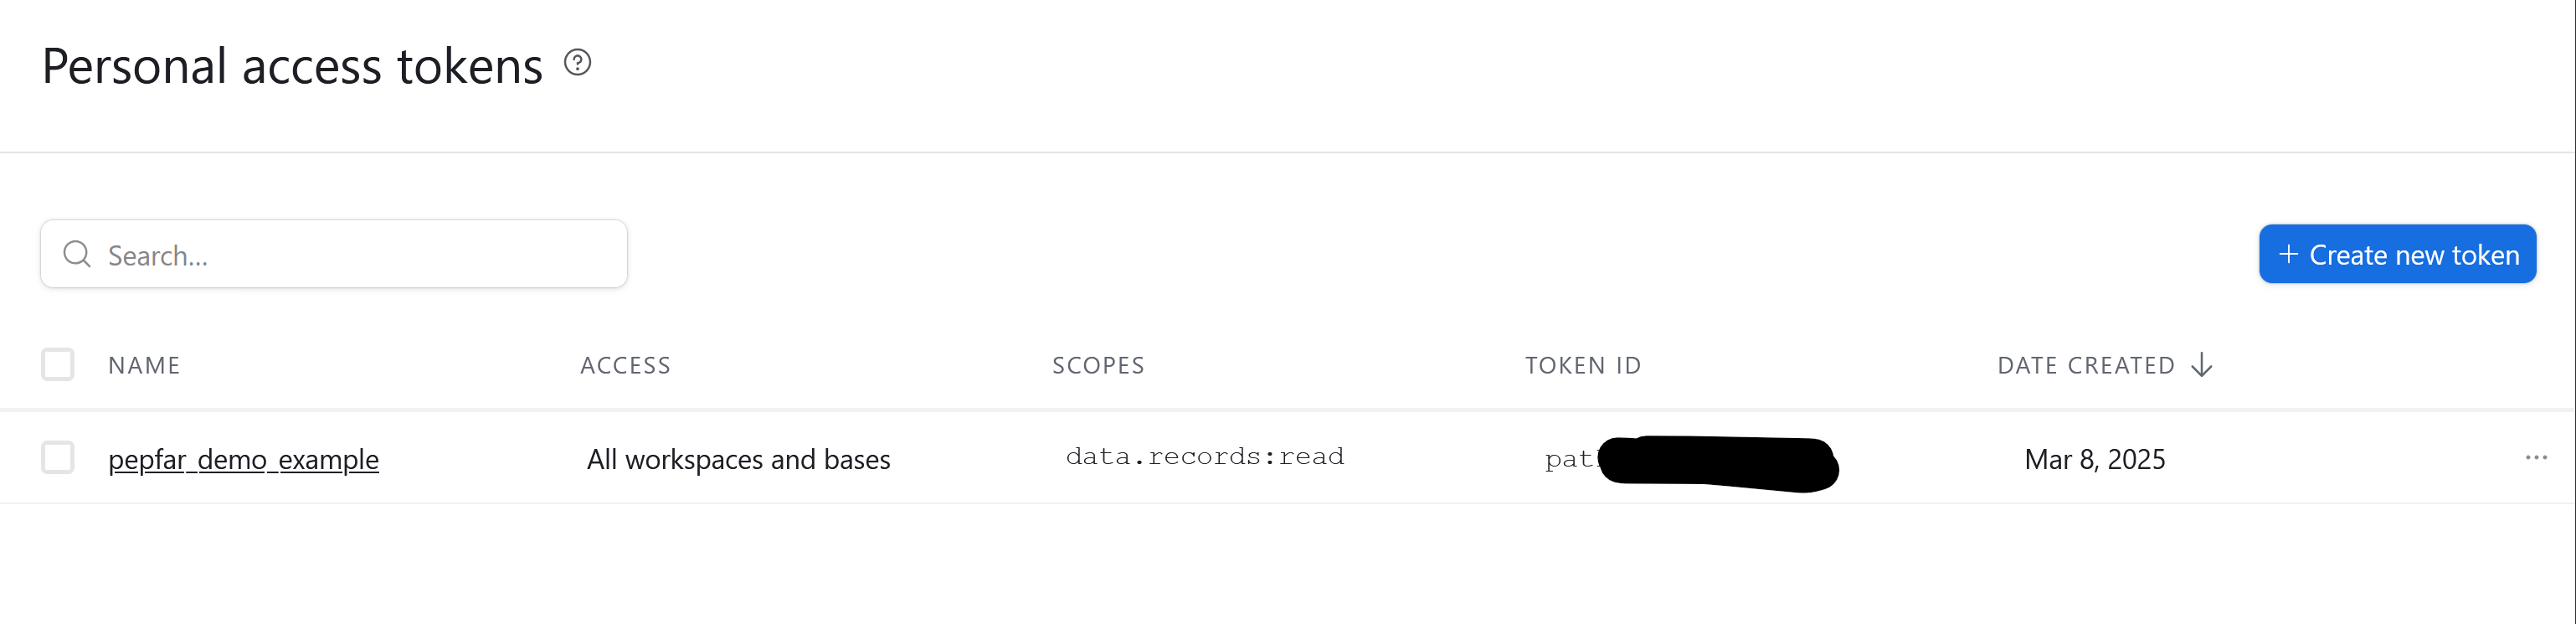 Personal access tokens
Search...
+ Create new token
NAME ACCESS SCOPES TOKEN ID DATE CREATED
pepfar_demo_example All workspaces and bases data.records:read pat Mar 8, 2025